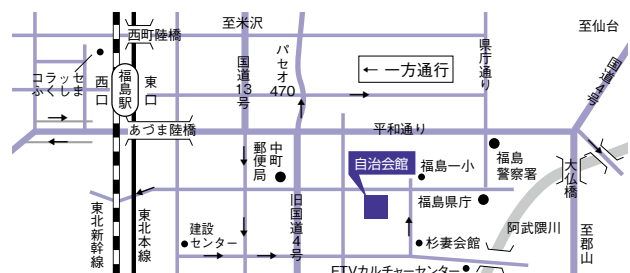 至米沢
至仙台
西町陸橋
パセオ
470
国道13号
県庁通り
国道4号
← 一方通行
コラッセ
ふくしま
西口
福島駅
東口
あづま陸橋
平和通り
中町
郵便局
自治会館
福島一小
福島
警察署
大仏橋
福島県庁
旧国道4号
建設
センター
杉妻会館
阿武隈川
至郡山
東北新幹線
東北本線
FTVカルチャーセンター